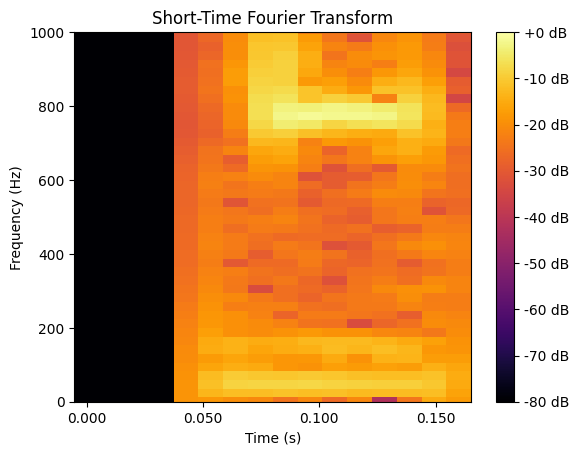 Short-Time Fourier Transform
Frequency (Hz)
1000
800
600
400
200
0
0.000
0.050
0.100
0.150
Time (s)
+0 dB
-10 dB
-20 dB
-30 dB
-40 dB
-50 dB
-60 dB
-70 dB
-80 dB